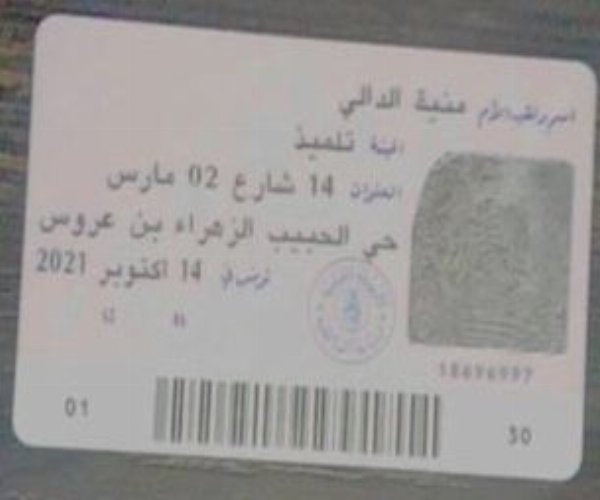 اسم ولقب الأم منية الدالي
المهنة تلميذ
العنوان 14 شارع 02 مارس
حي الحبيب الزهراء بن عروس
تونس في 14 اكتوبر 2021
18696997
01
30